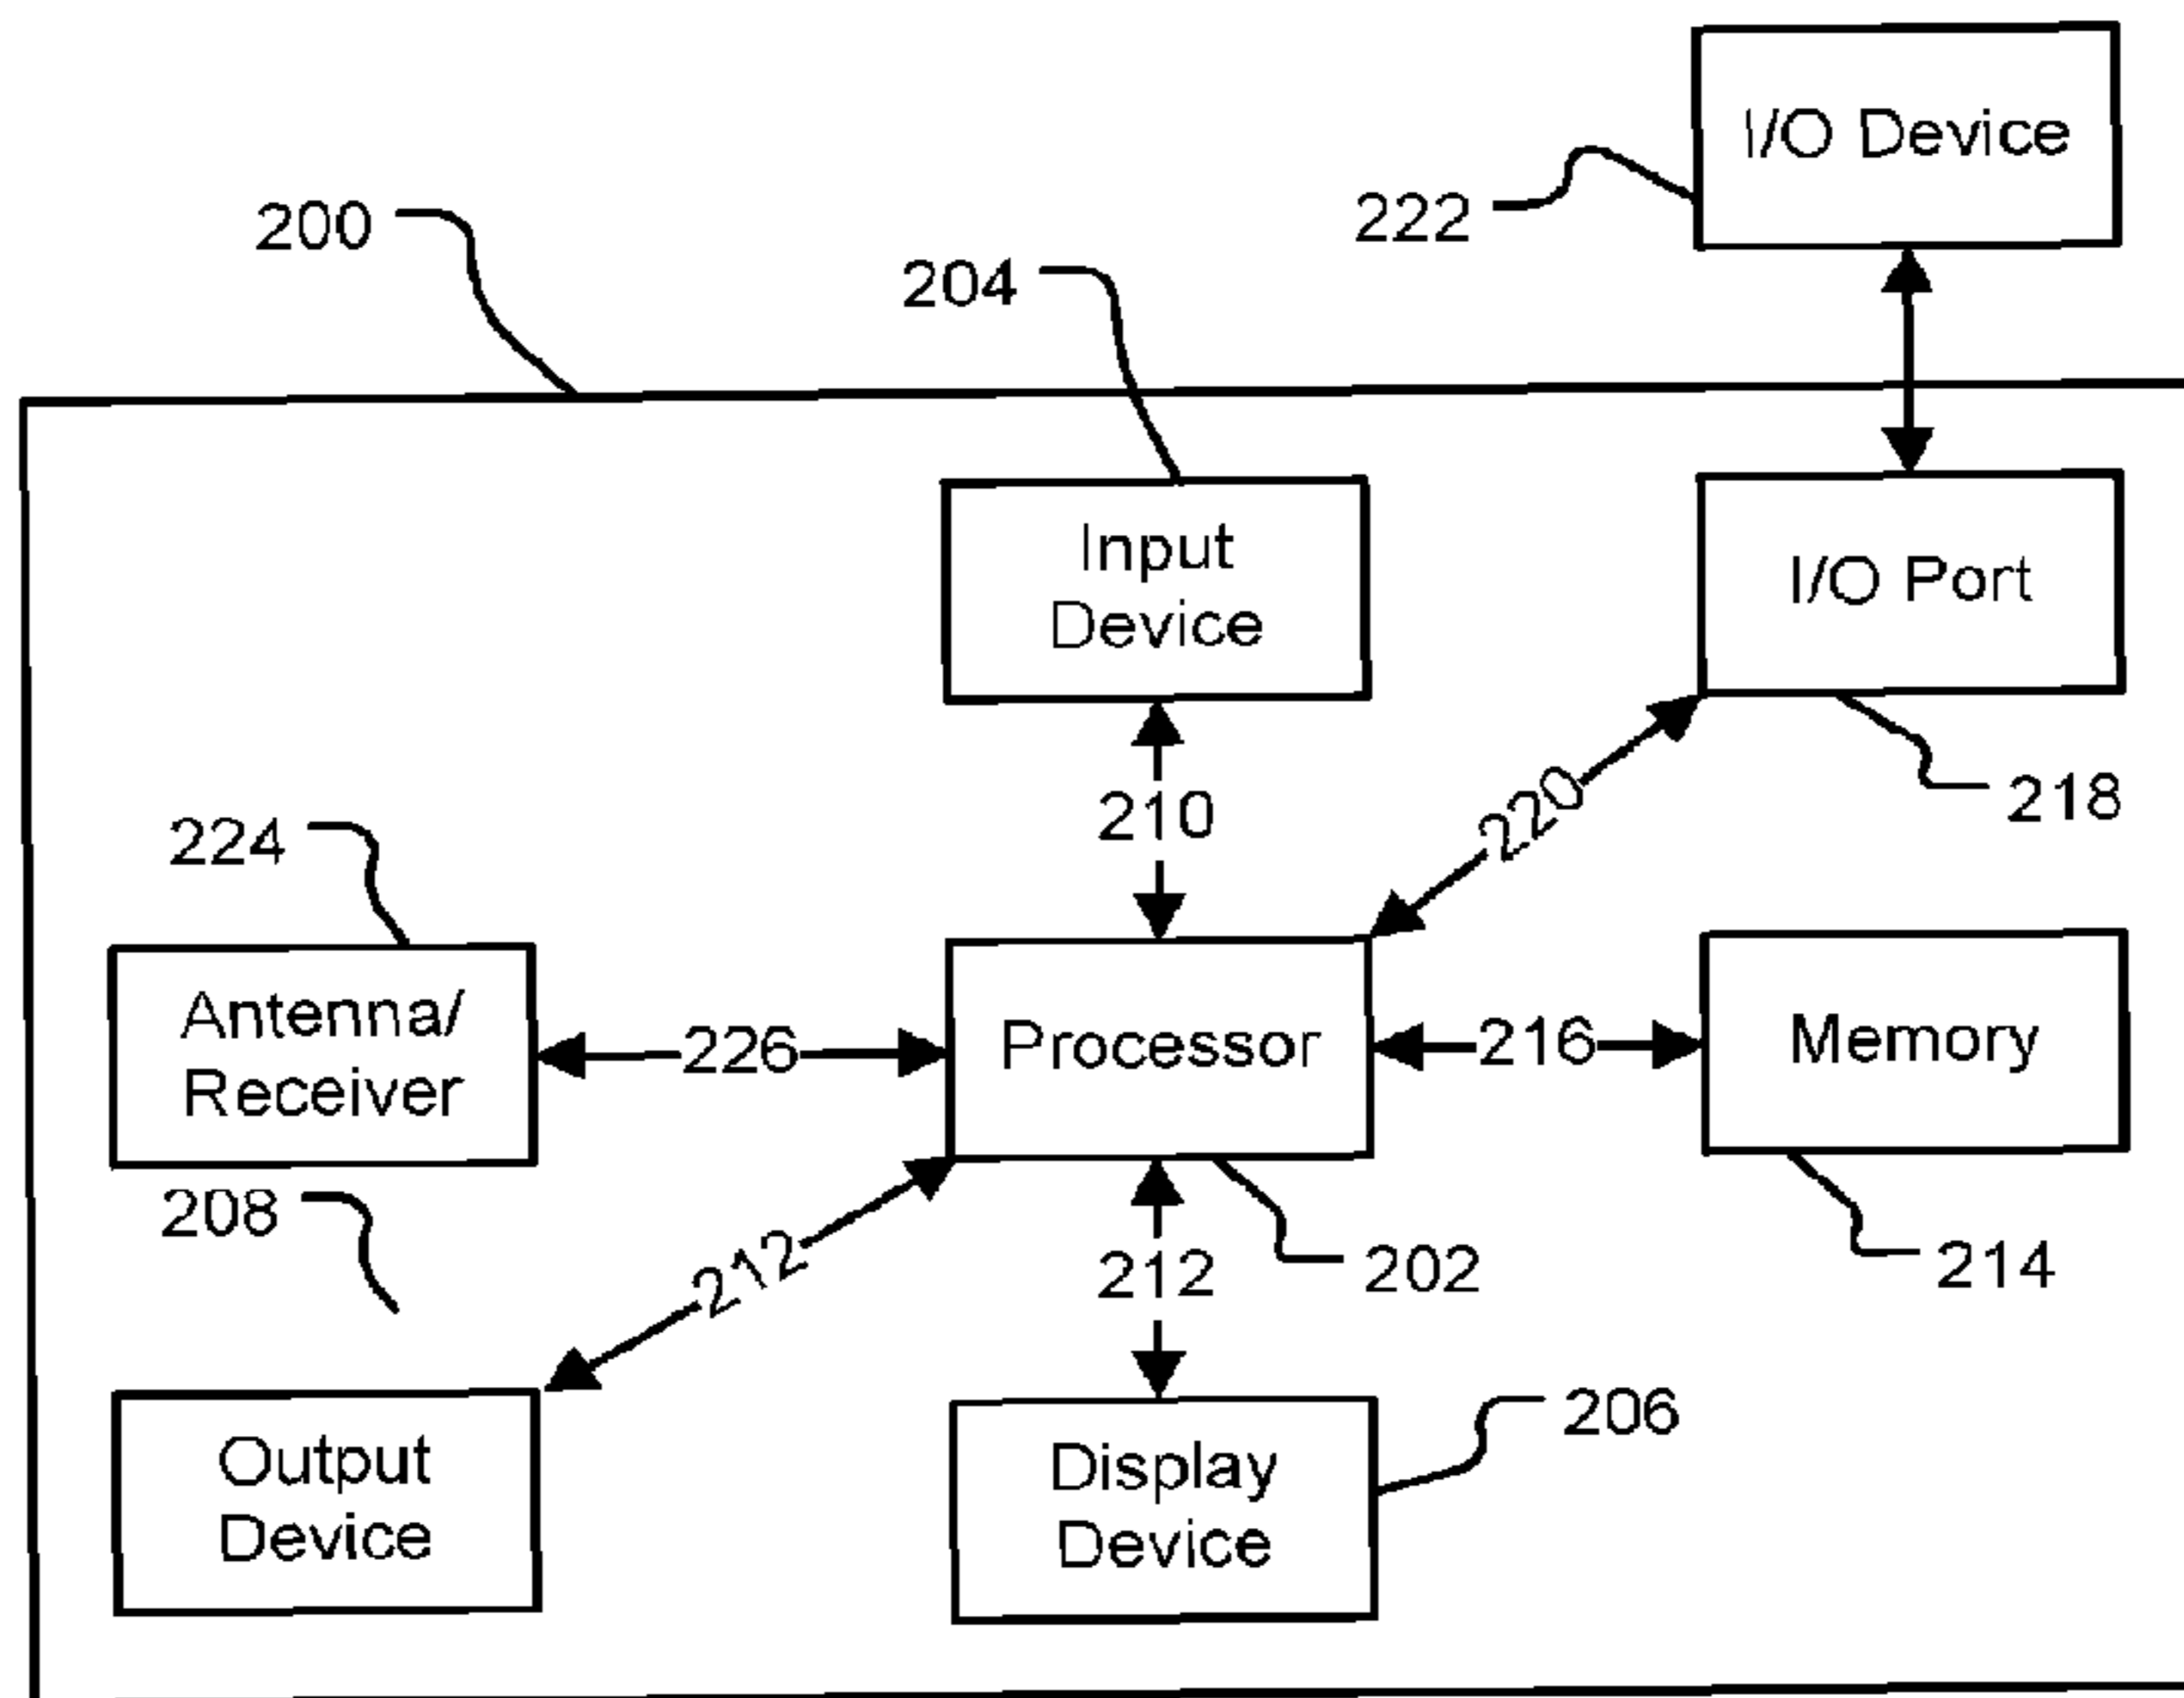 I/O Device
222
200
204
Input
Device
I/O Port
210
220
218
224
Antenna/
Receiver
226
Processor
216
Memory
208
212
212
202
214
Output
Device
Display
Device
206